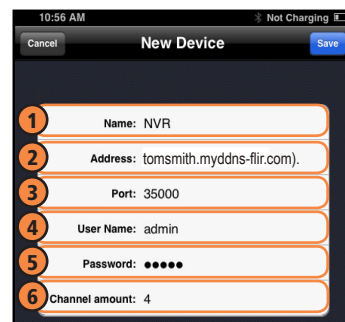 10:56 AM Not Charging
Cancel New Device Save
1 Name: NVR
2 Address: tomsmith.myddns-flir.com).
3 Port: 35000
4 User Name: admin
5 Password: ●●●●●
6 Channel amount: 4